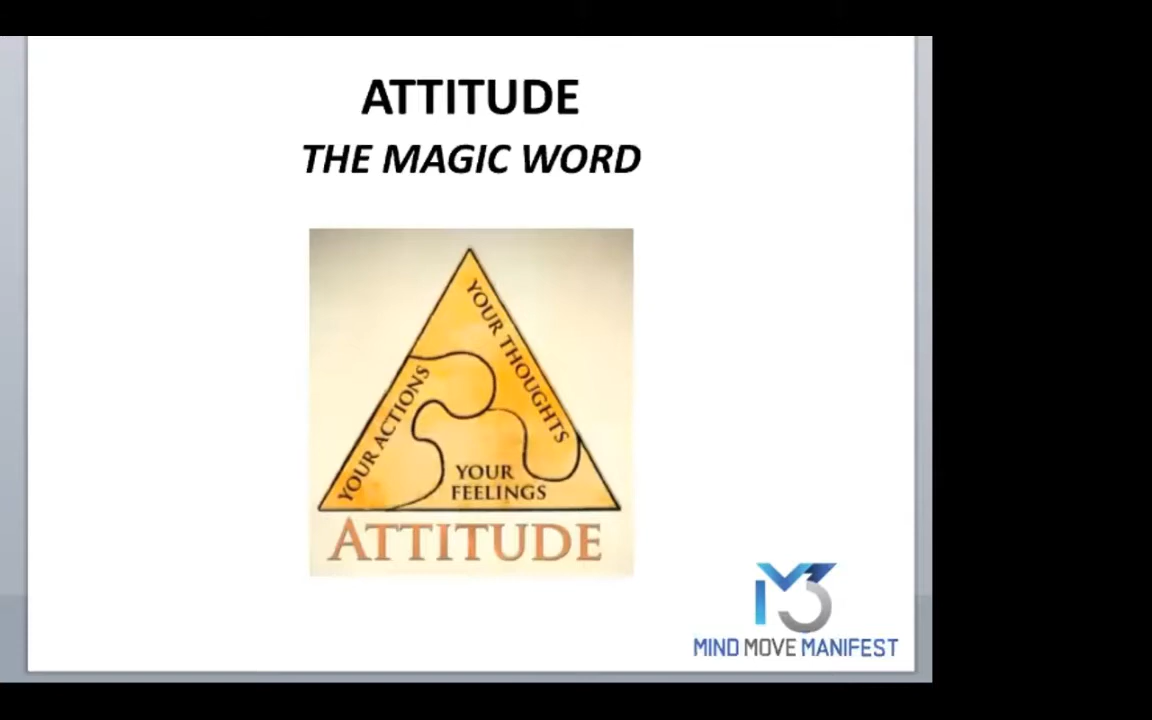 ATTITUDE
THE MAGIC WORD
YOUR THOUGHTS
YOUR ACTIONS
YOUR
FEELINGS
ATTITUDE
M3
MIND MOVE MANIFEST